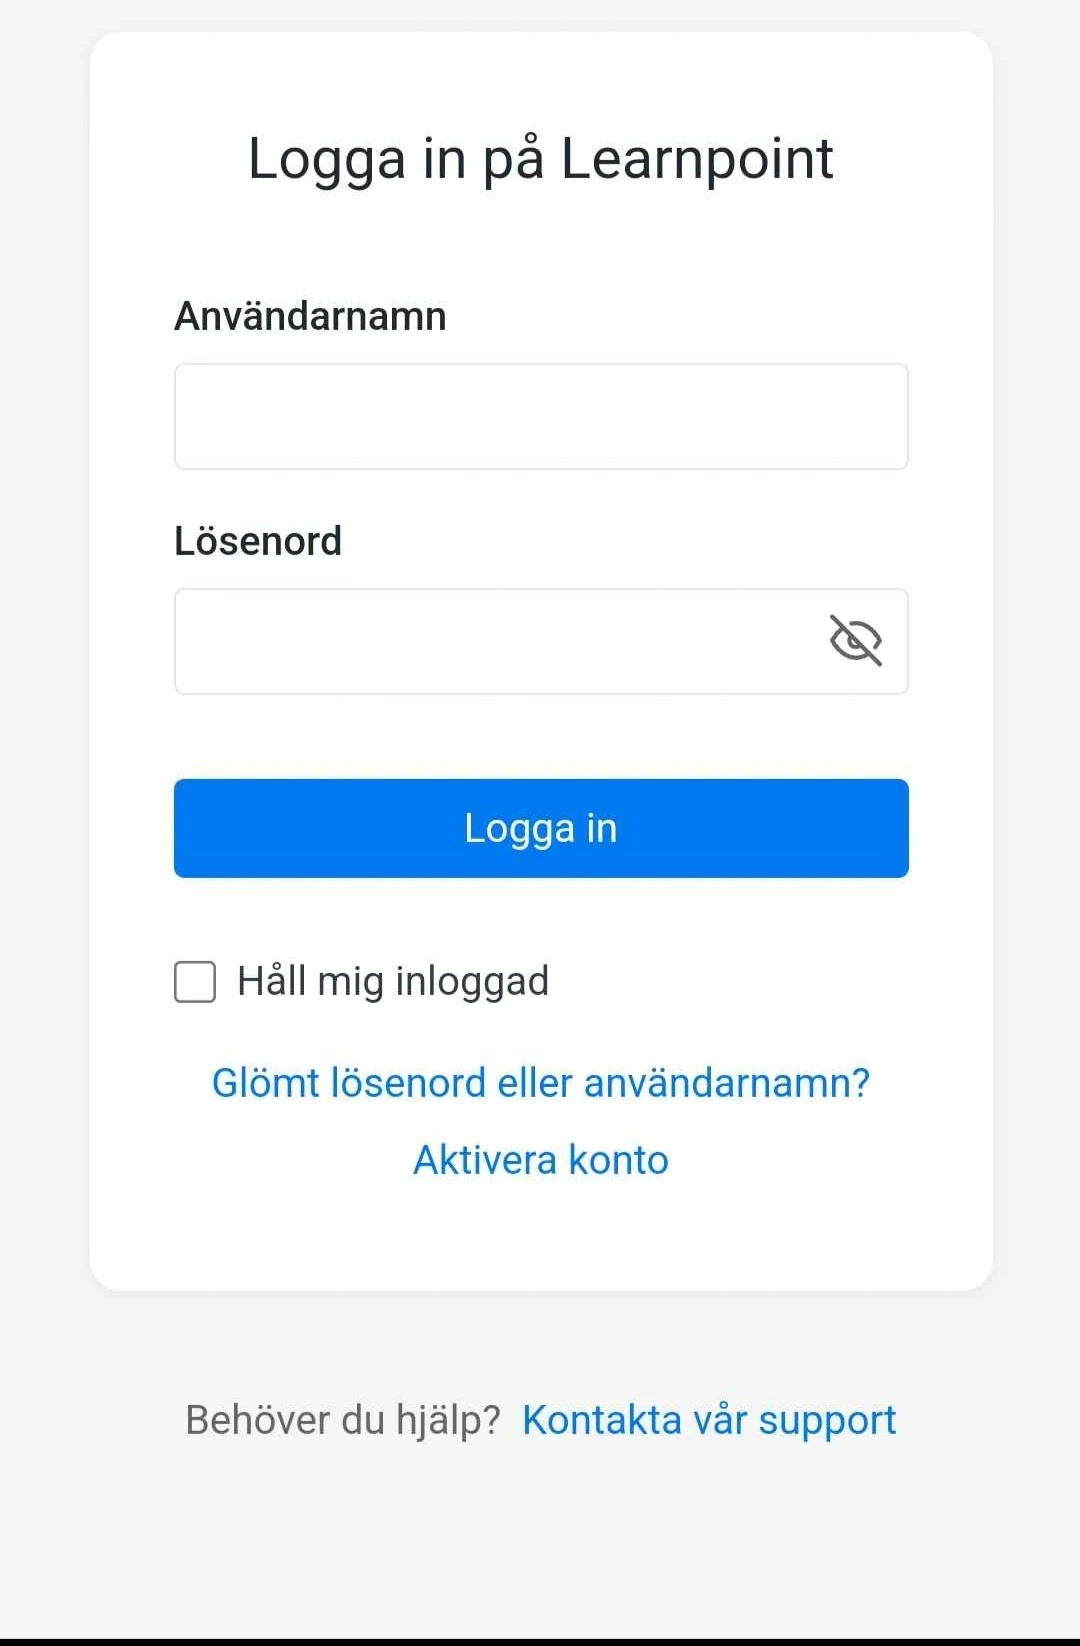 Logga in på Learnpoint
Användarnamn
Lösenord
Logga in
Håll mig inloggad
Glömt lösenord eller användarnamn?
Aktivera konto
Behöver du hjälp? Kontakta vår support